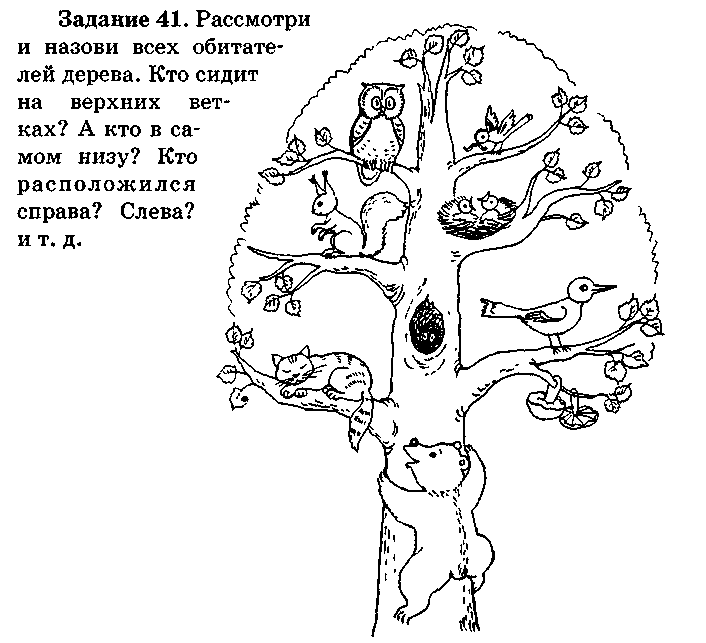 Задание 41. Рассмотри
и назови всех обитате-
лей дерева. Кто сидит
на верхних вет-
ках? А кто в са-
мом низу? Кто
расположился
справа? Слева?
и т. д.